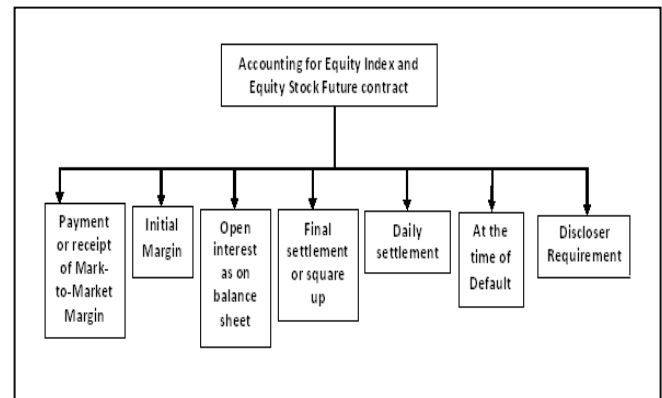 Accounting for Equity Index and
Equity Stock Future contract
Payment
or receipt
of Mark-
to-Market
Margin
Initial
Margin
Open
interest
as on
balance
sheet
Final
settlement
or square
up
Daily
settlement
At the
time of
Default
Discloser
Requirement